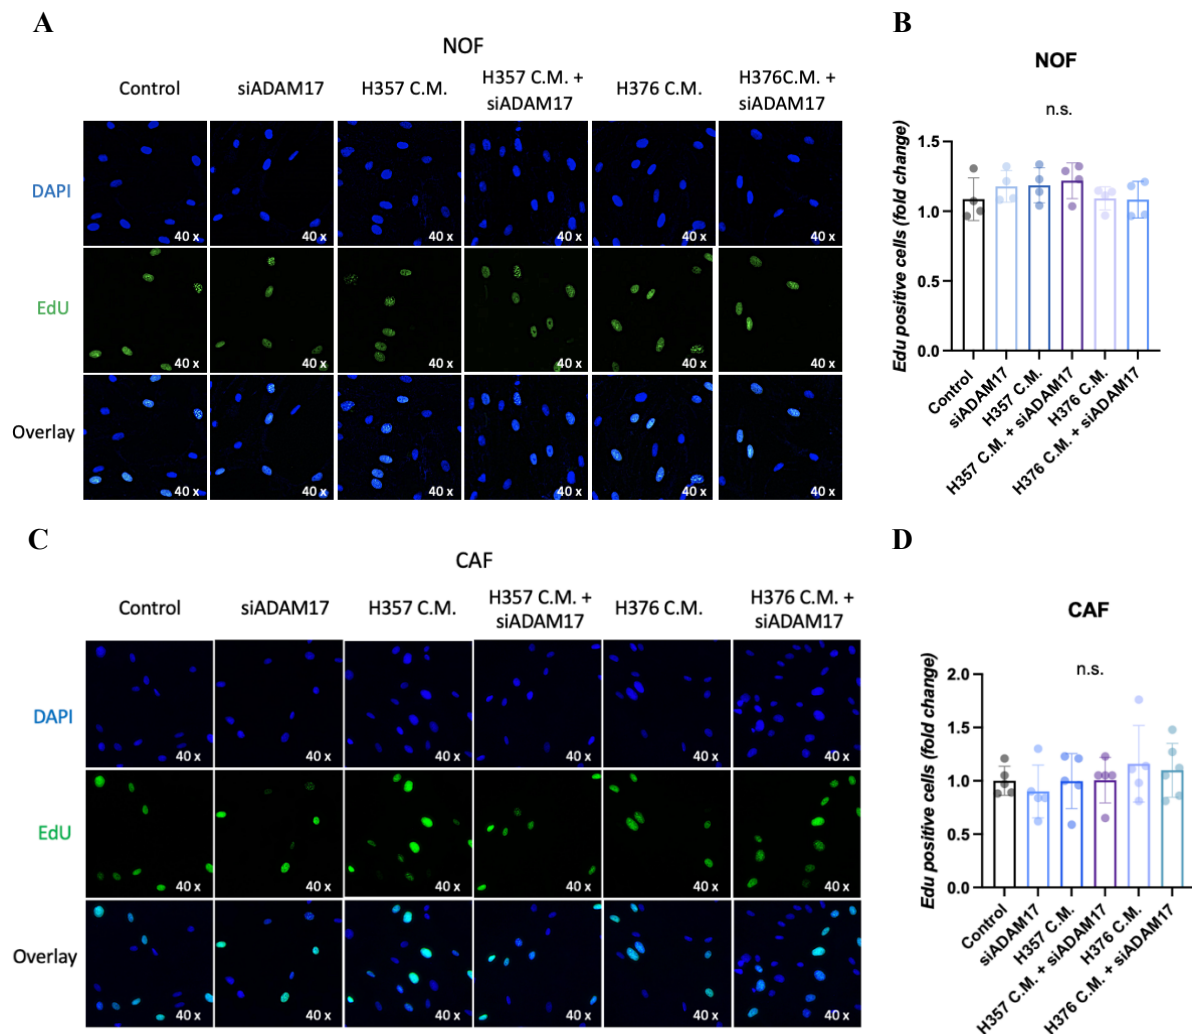 A
NOF
Control siADAM17 H357 C.M. H357 C.M. + siADAM17 H376 C.M. H376C.M. + siADAM17
DAPI
40 x 40 x 40 x 40 x 40 x 40 x
EdU
40 x 40 x 40 x 40 x 40 x 40 x
Overlay
40 x 40 x 40 x 40 x 40 x 40 x
B
NOF
n.s.
Edu positive cells (fold change)
1.5
1.0
0.5
0.0
Control
siADAM17
H357 C.M.
H357 C.M. + siADAM17
H376 C.M.
H376 C.M. + siADAM17
C
CAF
Control siADAM17 H357 C.M. H357 C.M. + siADAM17 H376 C.M. H376 C.M. + siADAM17
DAPI
40 x 40 x 40 x 40 x 40 x 40 x
EdU
40 x 40 x 40 x 40 x 40 x 40 x
Overlay
40 x 40 x 40 x 40 x 40 x 40 x
D
CAF
n.s.
Edu positive cells (fold change)
2.0
1.5
1.0
0.5
0.0
Control
siADAM17
H357 C.M.
H357 C.M. + siADAM17
H376 C.M.
H376 C.M. + siADAM17